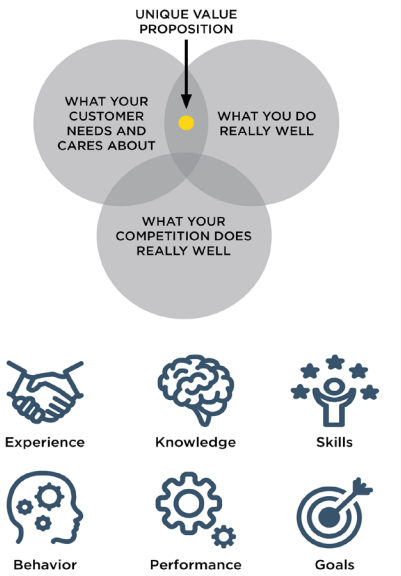 UNIQUE VALUE
PROPOSITION
WHAT YOUR
CUSTOMER
NEEDS AND
CARES ABOUT
WHAT YOU DO
REALLY WELL
WHAT YOUR
COMPETITION DOES
REALLY WELL
Experience
Knowledge
Skills
Behavior
Performance
Goals